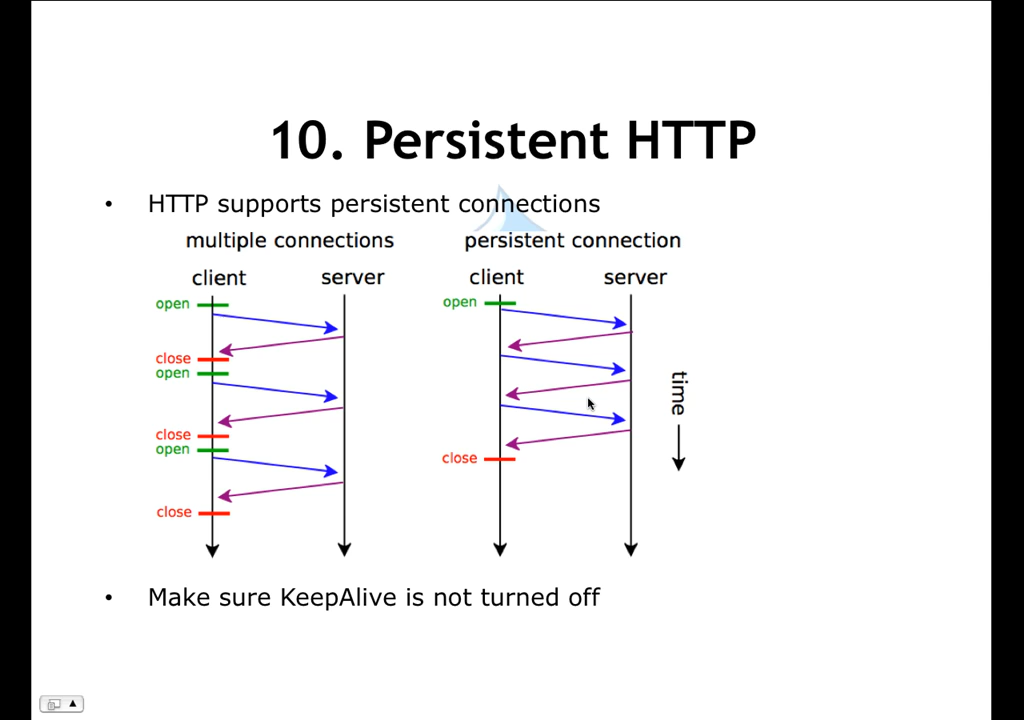 10. Persistent HTTP
• HTTP supports persistent connections
multiple connections
client server
open
close
open
close
open
close
persistent connection
client server
open
close
time
• Make sure KeepAlive is not turned off